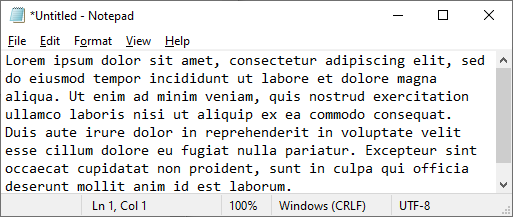 *Untitled - Notepad
File Edit Format View Help
Lorem ipsum dolor sit amet, consectetur adipiscing elit, sed
do eiusmod tempor incididunt ut labore et dolore magna
aliqua. Ut enim ad minim veniam, quis nostrud exercitation
ullamco laboris nisi ut aliquip ex ea commodo consequat.
Duis aute irure dolor in reprehenderit in voluptate velit
esse cillum dolore eu fugiat nulla pariatur. Excepteur sint
occaecat cupidatat non proident, sunt in culpa qui officia
deserunt mollit anim id est laborum.
Ln 1, Col 1 100% Windows (CRLF) UTF-8